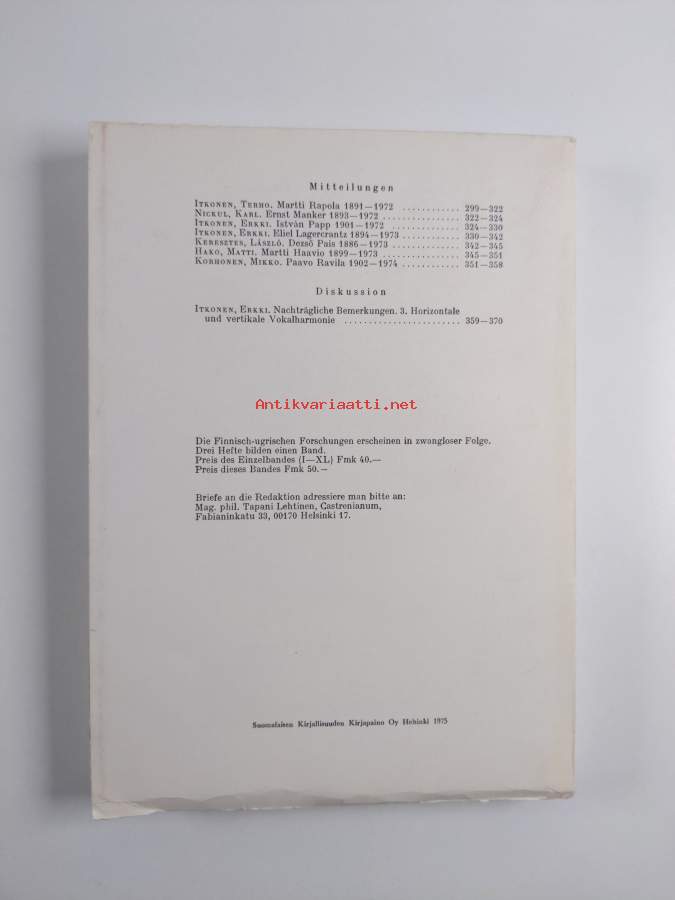 Mitteilungen
ITKONEN, TERHO. Martti Rapola 1891—1972 ............ 299—322
NICKUL, KARL. Ernst Manker 1893—1972 ................ 322—324
ITKONEN, ERKKI. István Papp 1901—1972 .............. 324—330
ITKONEN, ERKKI. Eliel Lagercrantz 1894—1973 ............. 330—342
KERESZTES, LÁSZLÓ. Dezső Pais 1886—1973 .............. 342—345
HAKO, MATTI. Martti Haavio 1899—1973 ................. 345—351
KORHONEN, MIKKO. Paavo Ravila 1902—1974 ............ 351—358
Diskussion
ITKONEN, ERKKI. Nachträgliche Bemerkungen. 3. Horizontale
und vertikale Vokalharmonie ........................ 359—370
Antikvariaatti.net
Die Finnisch-ugrischen Forschungen erscheinen in zwangloser Folge.
Drei Hefte bilden einen Band.
Preis des Einzelbandes (I—XL) Fmk 40.—
Preis dieses Bandes Fmk 50.—
Briefe an die Redaktion adressiere man bitte an:
Mag. phil. Tapani Lehtinen, Castrenianum,
Fabianinkatu 33, 00170 Helsinki 17.
Suomalaisen Kirjallisuuden Kirjapaino Oy Helsinki 1975